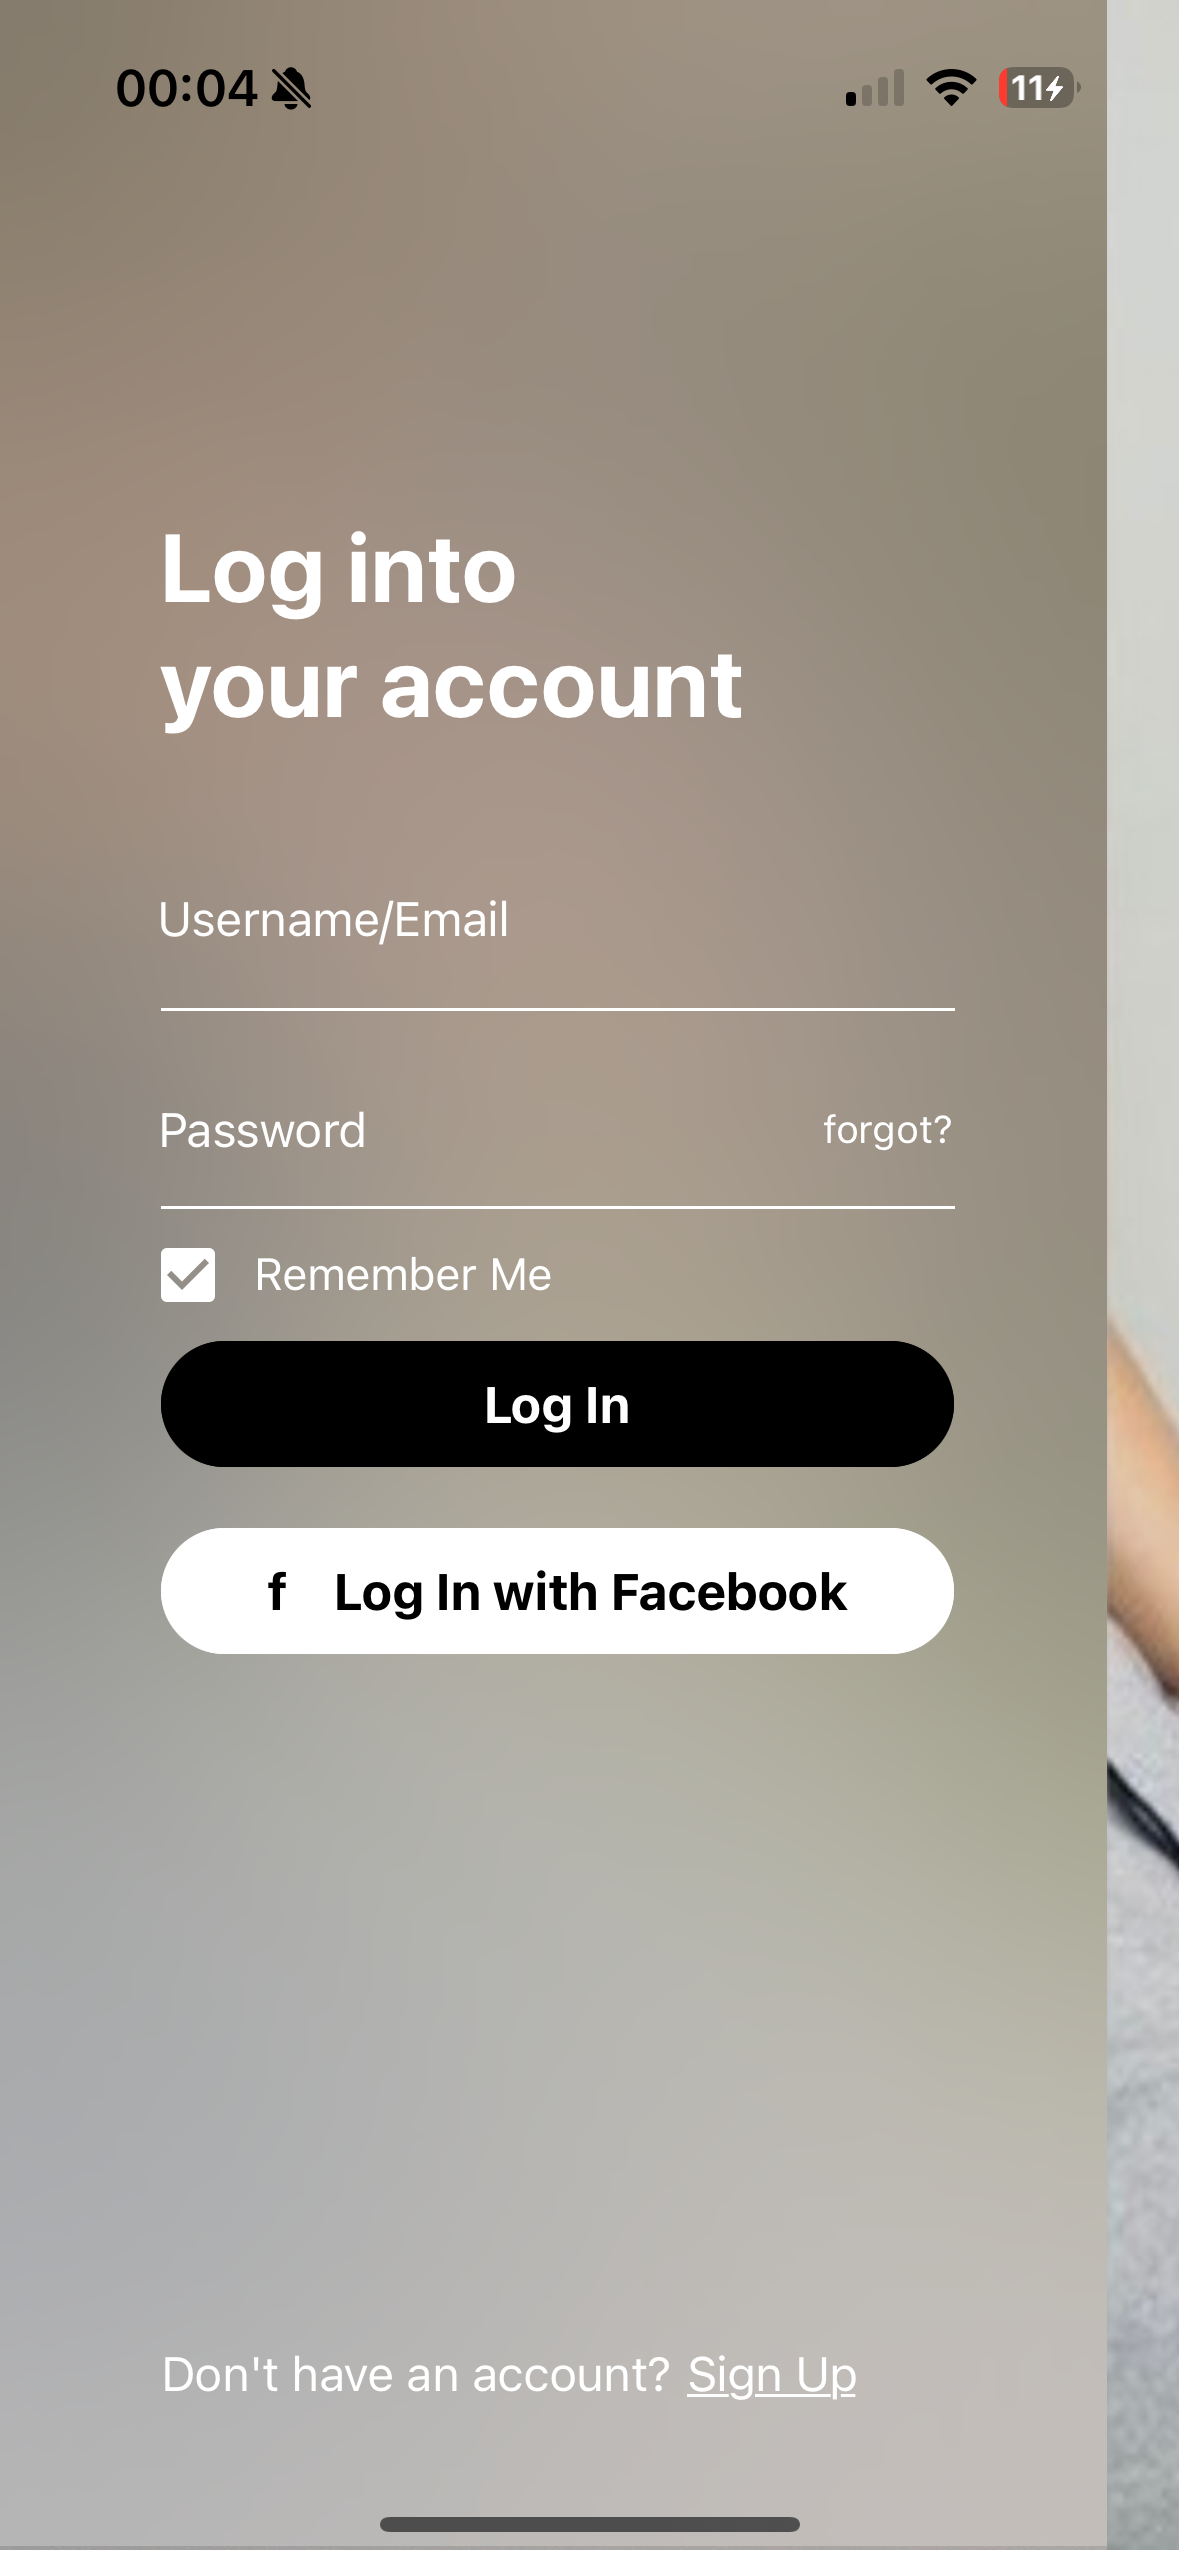 00:04
11
Log into
your account
Username/Email
Password forgot?
Remember Me
Log In
f Log In with Facebook
Don't have an account? Sign Up